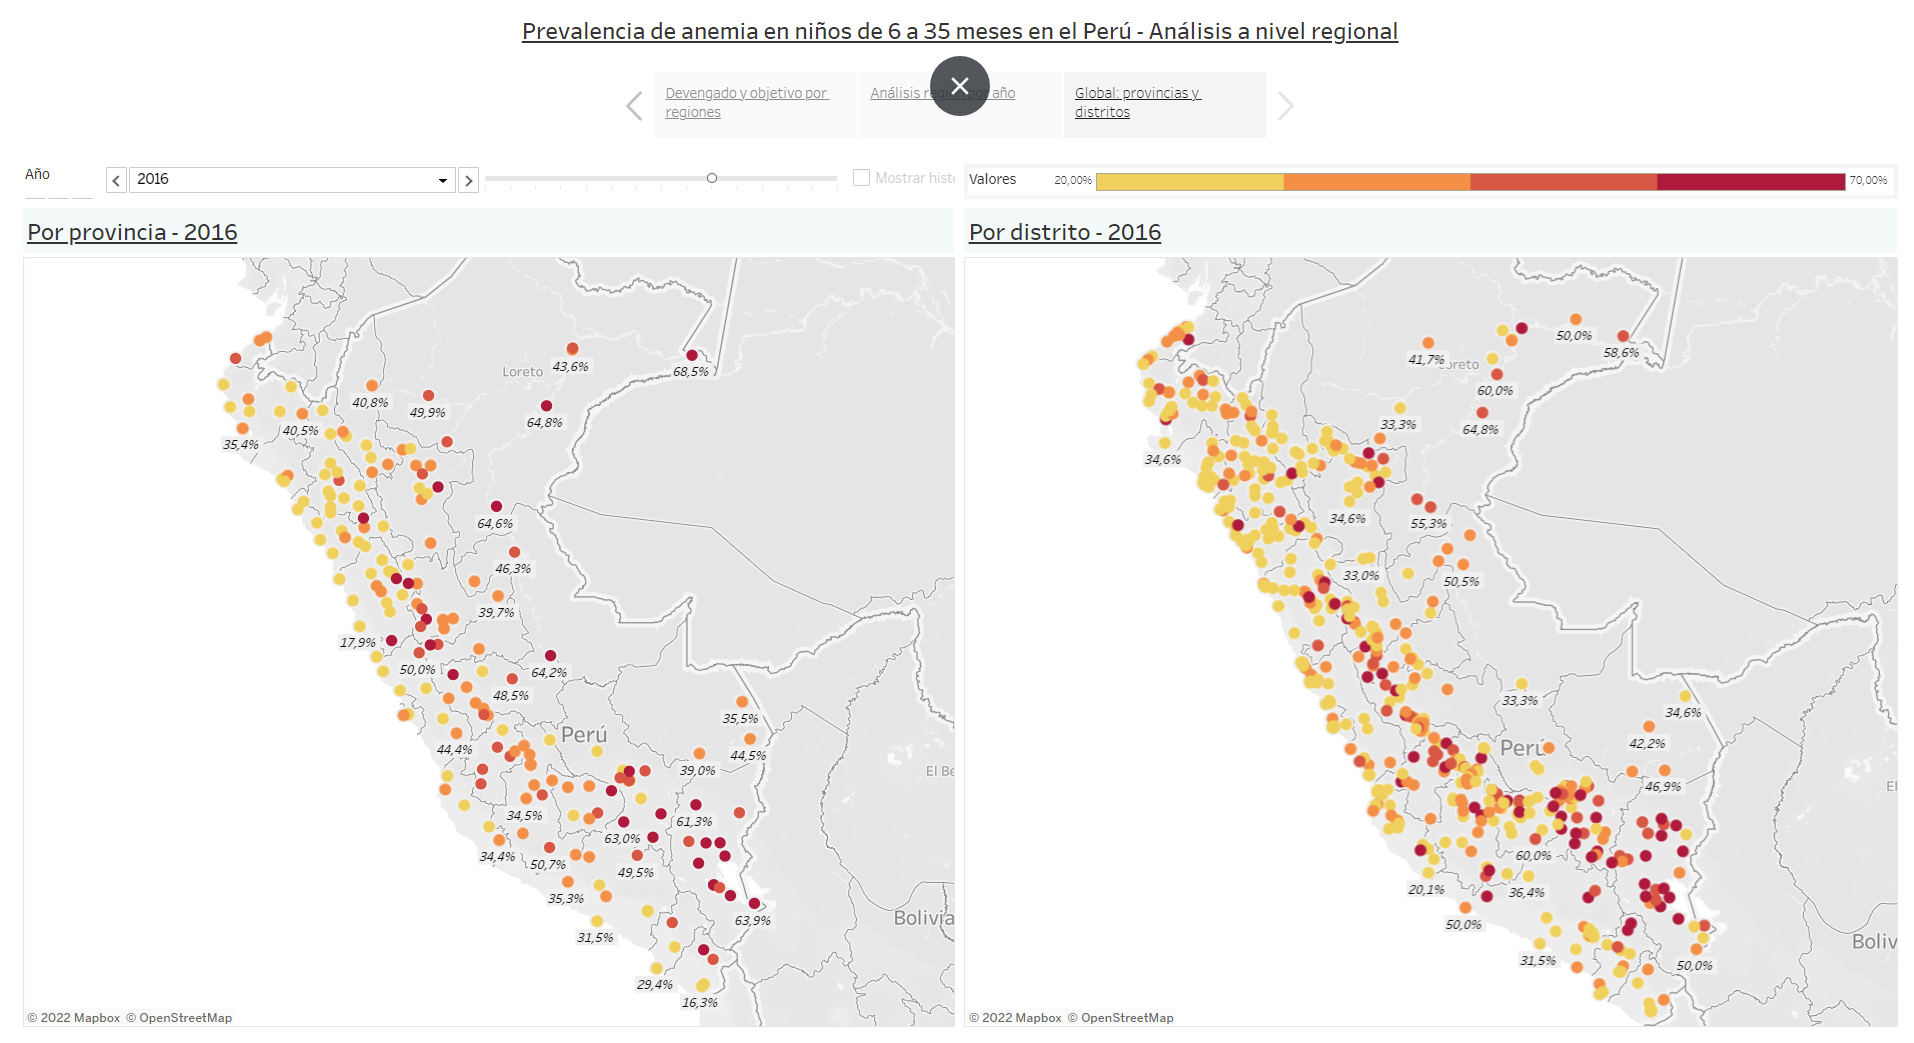 Prevalencia de anemia en niños de 6 a 35 meses en el Perú - Análisis a nivel regional
Devengado y objetivo por
regiones
Análisis región por año
Global: provincias y
distritos
Año
2016
Mostrar histo
Valores
20,00%
70,00%
Por provincia - 2016
Por distrito - 2016
Loreto
43,6%
68,5%
40,8%
49,9%
64,8%
40,5%
35,4%
64,6%
46,3%
39,7%
17,9%
50,0%
64,2%
48,5%
35,5%
Perú
44,4%
44,5%
39,0%
34,5%
61,3%
63,0%
34,4%
50,7%
49,5%
35,3%
63,9%
31,5%
29,4%
16,3%
El Be
Bolivia
© 2022 Mapbox © OpenStreetMap
50,0%
58,6%
41,7%
Loreto
60,0%
33,3%
64,8%
34,6%
34,6%
55,3%
33,0%
50,5%
33,3%
34,6%
42,2%
Perú
46,9%
60,0%
20,1%
36,4%
50,0%
31,5%
50,0%
El
Boliv
© 2022 Mapbox © OpenStreetMap